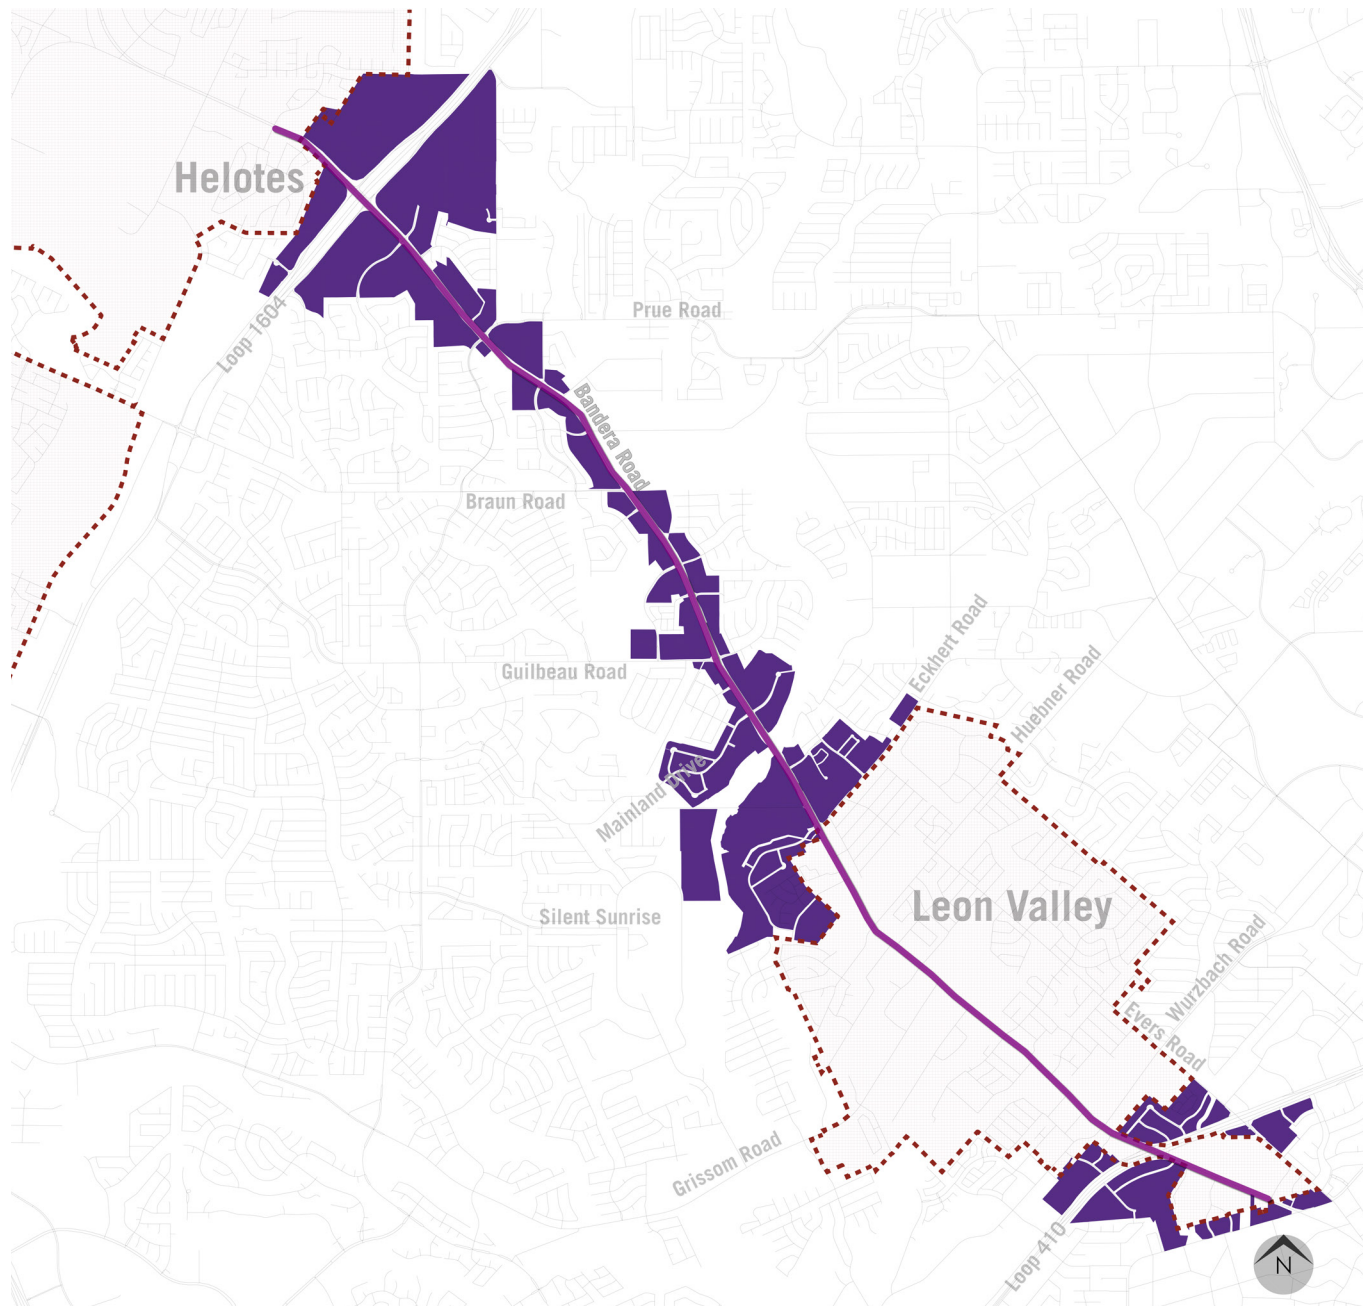 Helotes
Prue Road
Loop 1604
Bandera Road
Braun Road
Eckhert Road
Guilbeau Road
Huebner Road
Mainland Drive
Leon Valley
Silent Sunrise
Wurzbach Road
Evers Road
Grissom Road
Loop 410
N